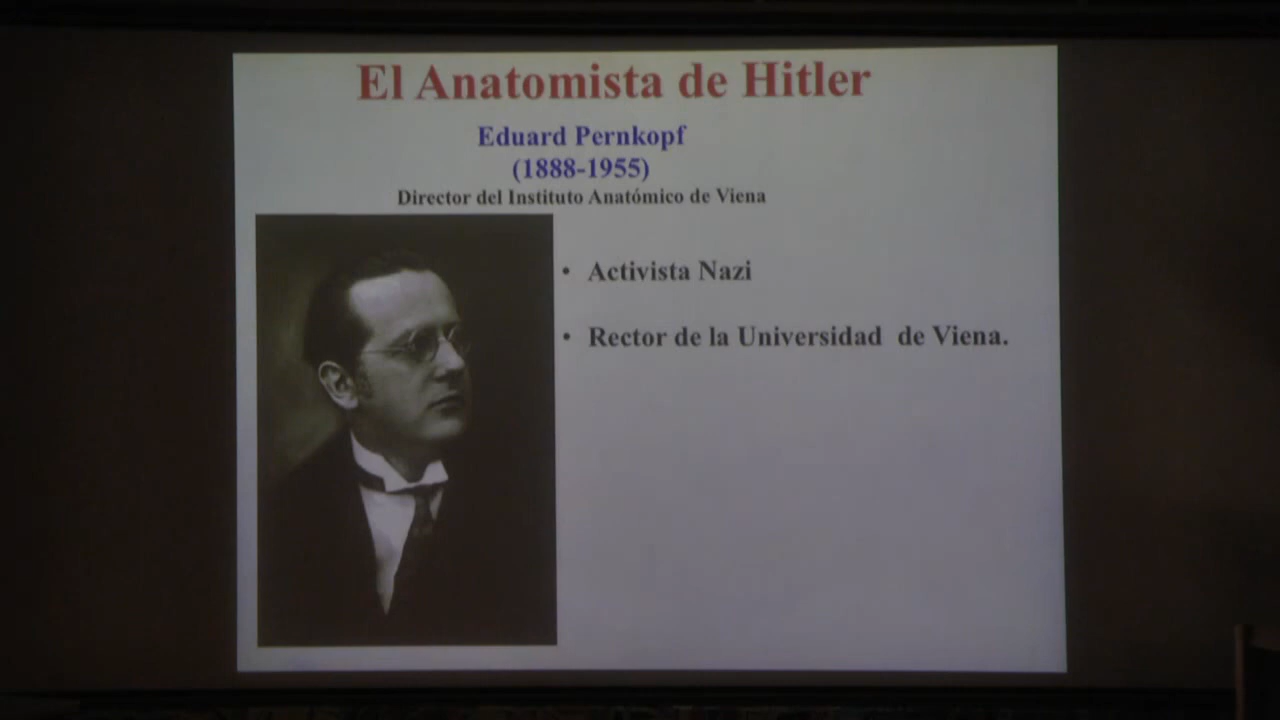 El Anatomista de Hitler
Eduard Pernkopf
(1888-1955)
Director del Instituto Anatómico de Viena
• Activista Nazi
• Rector de la Universidad de Viena.